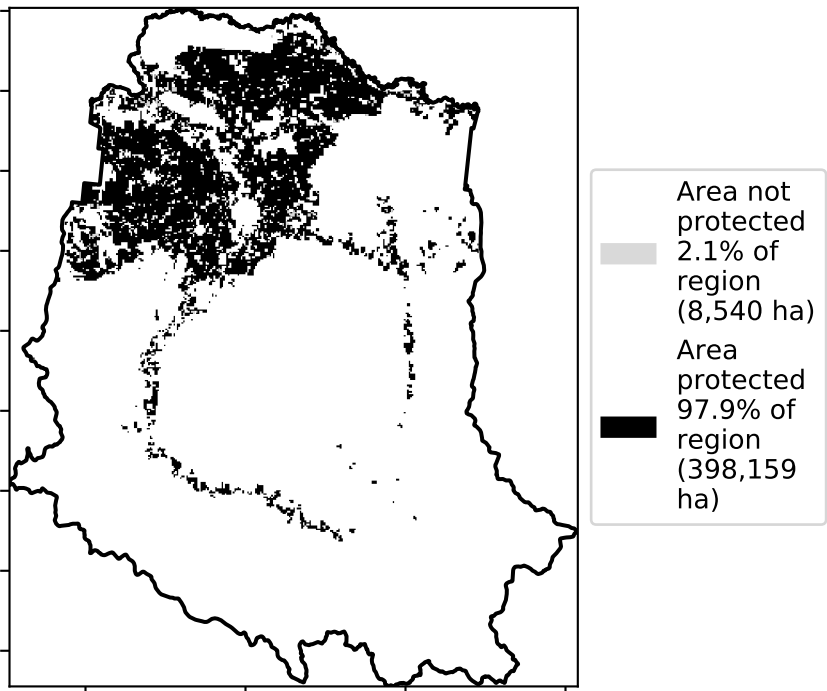 Area not
protected
2.1% of
region
(8,540 ha)
Area
protected
97.9% of
region
(398,159
ha)